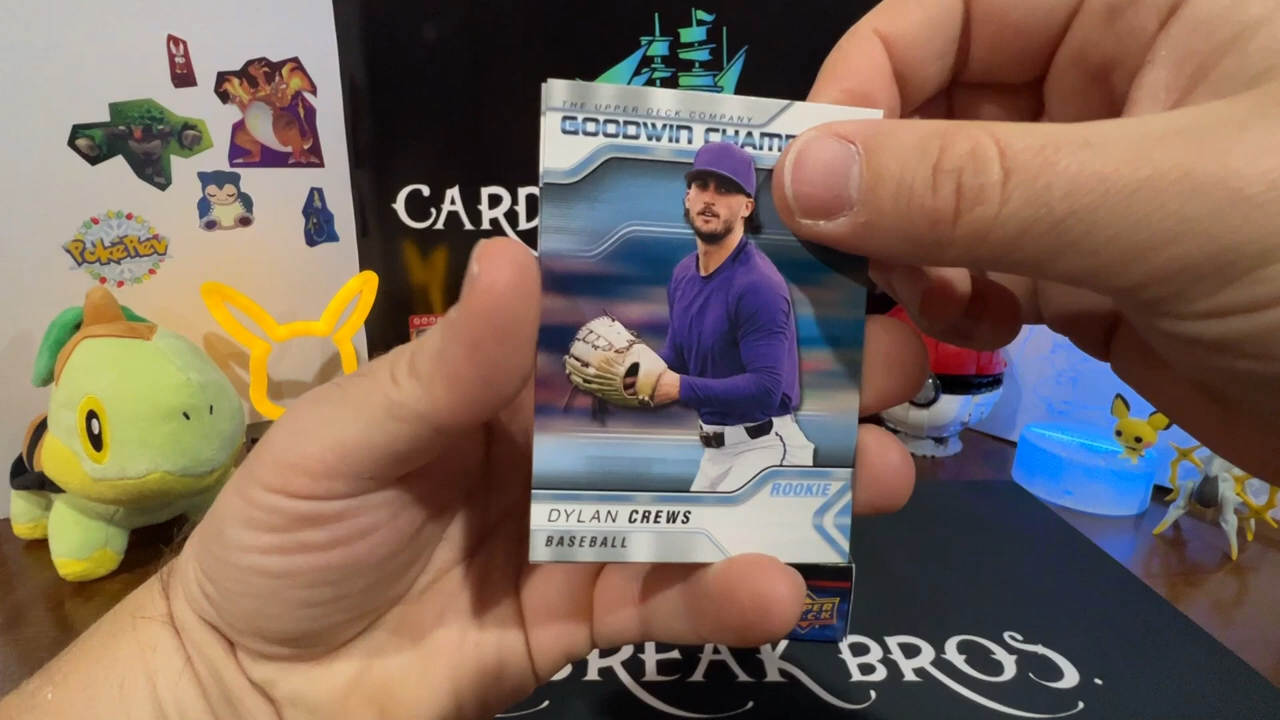 THE UPPER DECK COMPANY
GOODWIN CHAMP
CARD
PokéRev
ROOKIE
DYLAN CREWS
BASEBALL
BREAK BROS.